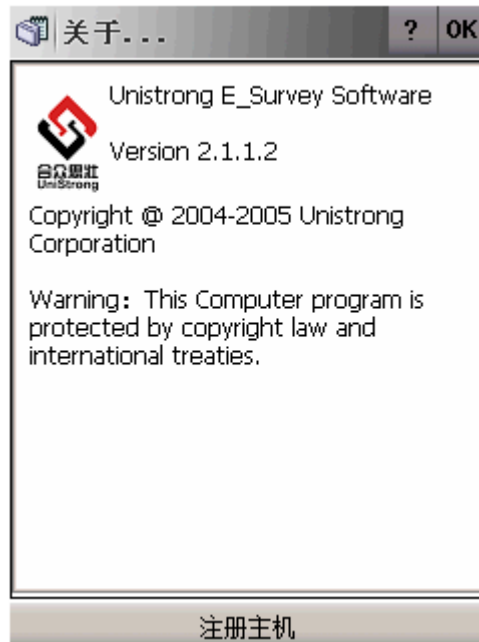 关于... ? OK
Unistrong E_Survey Software
Version 2.1.1.2
合众思壮
UniStrong
Copyright @ 2004-2005 Unistrong
Corporation
Warning: This Computer program is
protected by copyright law and
international treaties.
注册主机